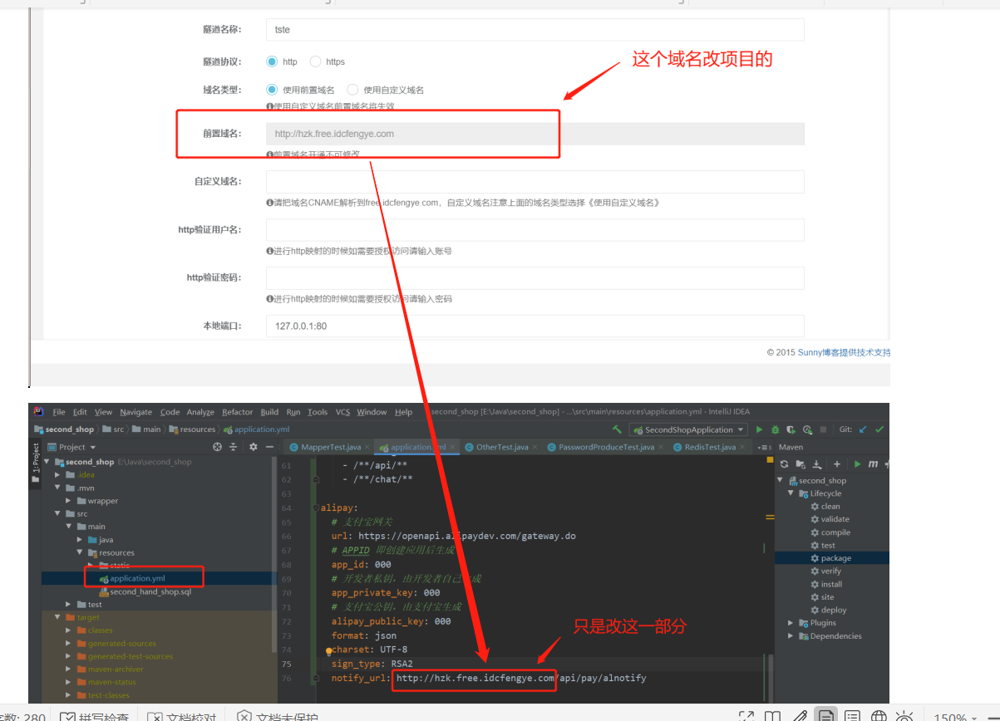 隧道名称: tste
隧道协议: http https
这个域名改项目的
域名类型: 使用前置域名 使用自定义域名
使用自定义域名前置域名将失效
前置域名: http://hzk.free.idcfengye.com
前置域名开通不可修改
自定义域名:
请把域名CNAME解析到free.idcfengye.com，自定义域名注意上面的域名类型选择《使用自定义域名》
http验证用户名:
进行http映射的时候如需要授权访问请输入账号
http验证密码:
进行http映射的时候如需要授权访问请输入密码
本地端口: 127.0.0.1:80
© 2015 Sunny博客提供技术支持
File Edit View Navigate Code Analyze Refactor Build Run Tools VCS Window Help second_shop [E:\Java\second_shop] - ...\src\main\resources\application.yml - IntelliJ IDEA
second_shop src main resources application.yml SecondShopApplication Git:
1: Project
Project MapperTest.java application.yml OtherTest.java PasswordProduceTest.java RedisTest.java Maven
second_shop E:\Java\second_shop
.idea
.mvn
wrapper
src
main
java
resources
static
application.yml
second_hand_shop.sql
test
target
classes
generated-sources
generated-test-sources
maven-archiver
maven-status
test-classes
61 - /**/api/**
62 - /**/chat/**
63
64 alipay:
65 # 支付宝网关
66 url: https://openapi.alipaydev.com/gateway.do
67 # APPID 即创建应用后生成
68 app_id: 000
69 # 开发者私钥，由开发者自己生成
70 app_private_key: 000
71 # 支付宝公钥，由支付宝生成
72 alipay_public_key: 000
73 format: json
74 charset: UTF-8
75 sign_type: RSA2
76 notify_url: http://hzk.free.idcfengye.com/api/pay/alnotify
只是改这一部分
second_shop
Lifecycle
clean
validate
compile
test
package
verify
install
site
deploy
Plugins
Dependencies
字数: 280 拼写检查 文档校对 文档未保护 150%